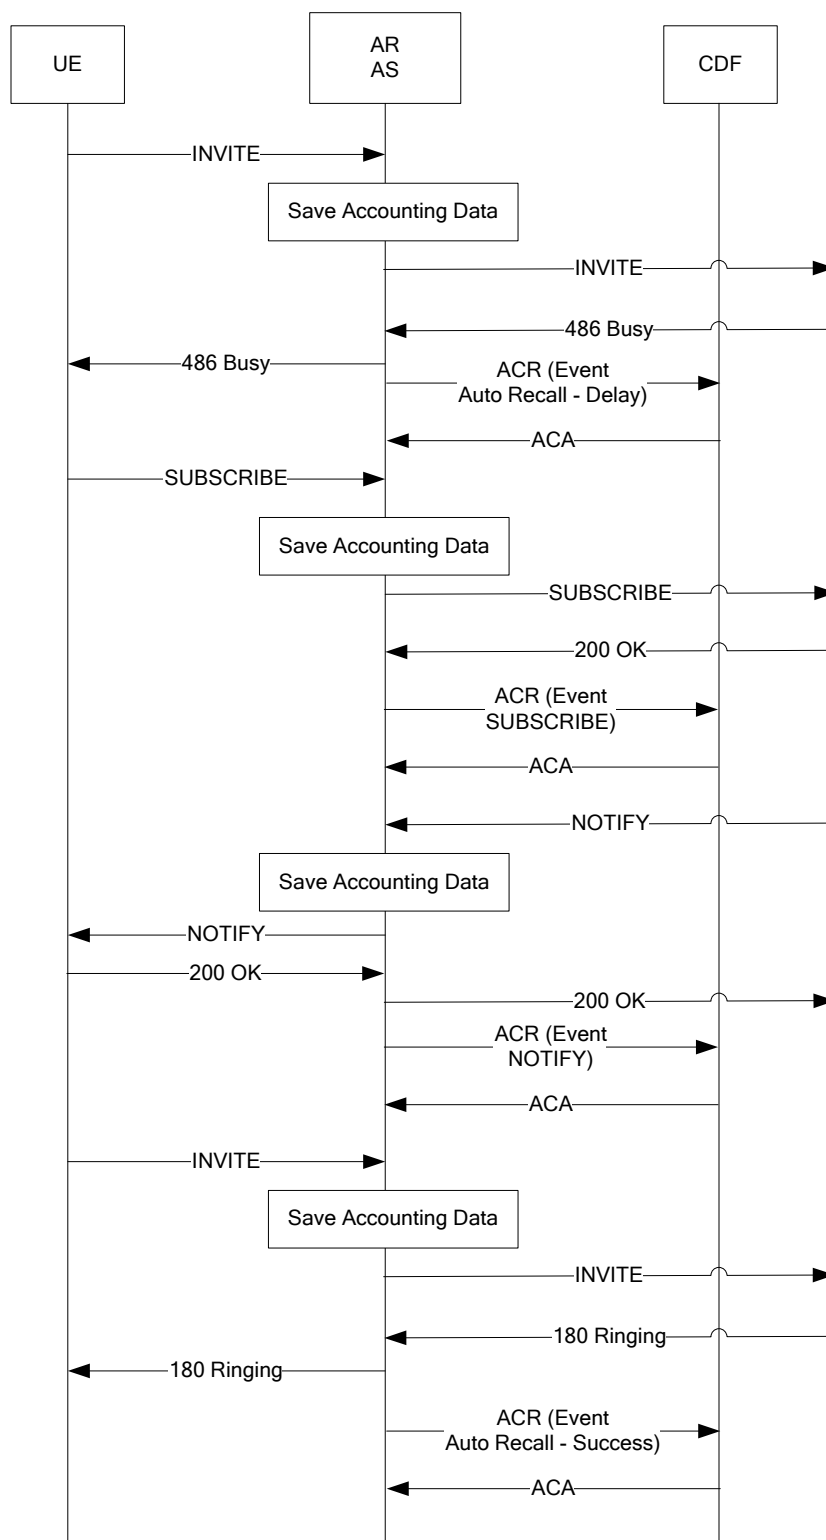 UE
AR
AS
CDF
INVITE
Save Accounting Data
INVITE
486 Busy
486 Busy
ACR (Event
Auto Recall - Delay)
ACA
SUBSCRIBE
Save Accounting Data
SUBSCRIBE
200 OK
ACR (Event
SUBSCRIBE)
ACA
NOTIFY
Save Accounting Data
NOTIFY
200 OK
200 OK
ACR (Event
NOTIFY)
ACA
INVITE
Save Accounting Data
INVITE
180 Ringing
180 Ringing
ACR (Event
Auto Recall - Success)
ACA